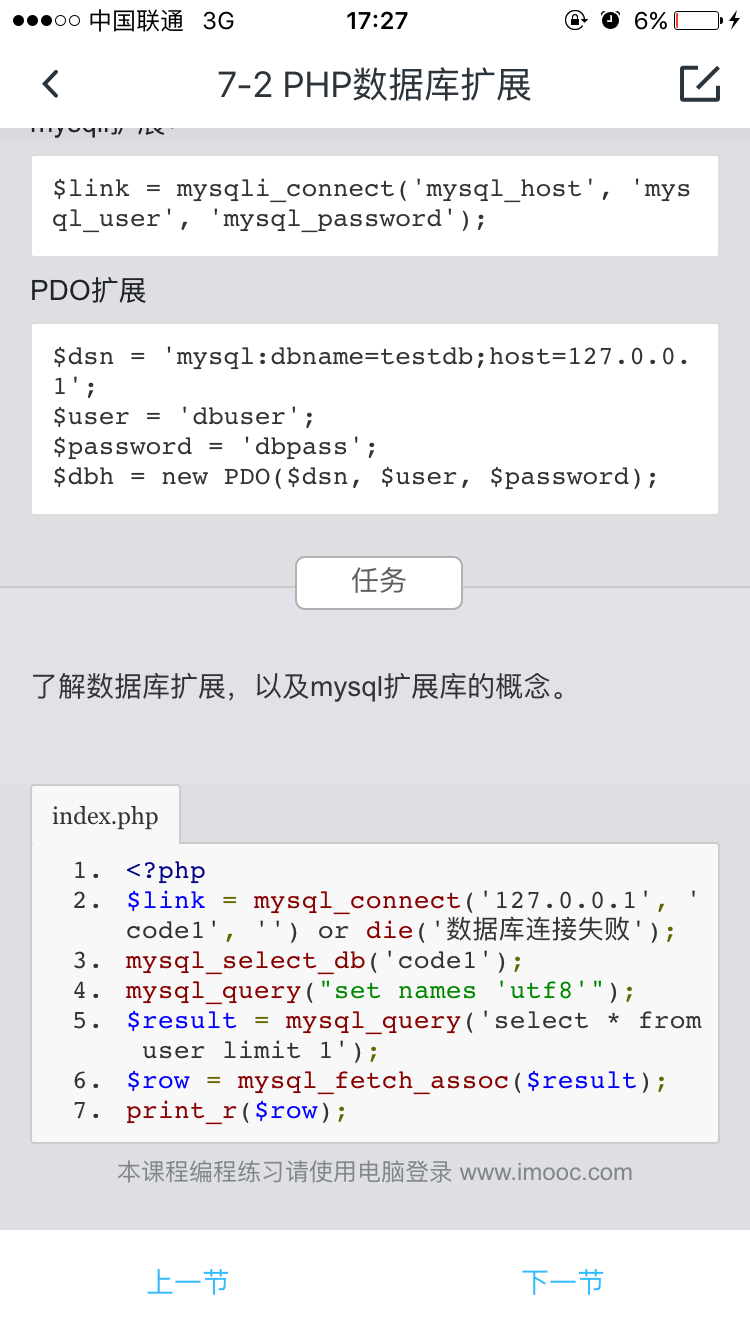 中国联通 3G 17:27 6%
7-2 PHP数据库扩展
$link = mysqli_connect('mysql_host', 'mys
ql_user', 'mysql_password');
PDO扩展
$dsn = 'mysql:dbname=testdb;host=127.0.0.
1';
$user = 'dbuser';
$password = 'dbpass';
$dbh = new PDO($dsn, $user, $password);
任务
了解数据库扩展，以及mysql扩展库的概念。
index.php
1. <?php
2. $link = mysql_connect('127.0.0.1', '
code1', '') or die('数据库连接失败');
3. mysql_select_db('code1');
4. mysql_query("set names 'utf8'");
5. $result = mysql_query('select * from
user limit 1');
6. $row = mysql_fetch_assoc($result);
7. print_r($row);
本课程编程练习请使用电脑登录 www.imooc.com
上一节 下一节